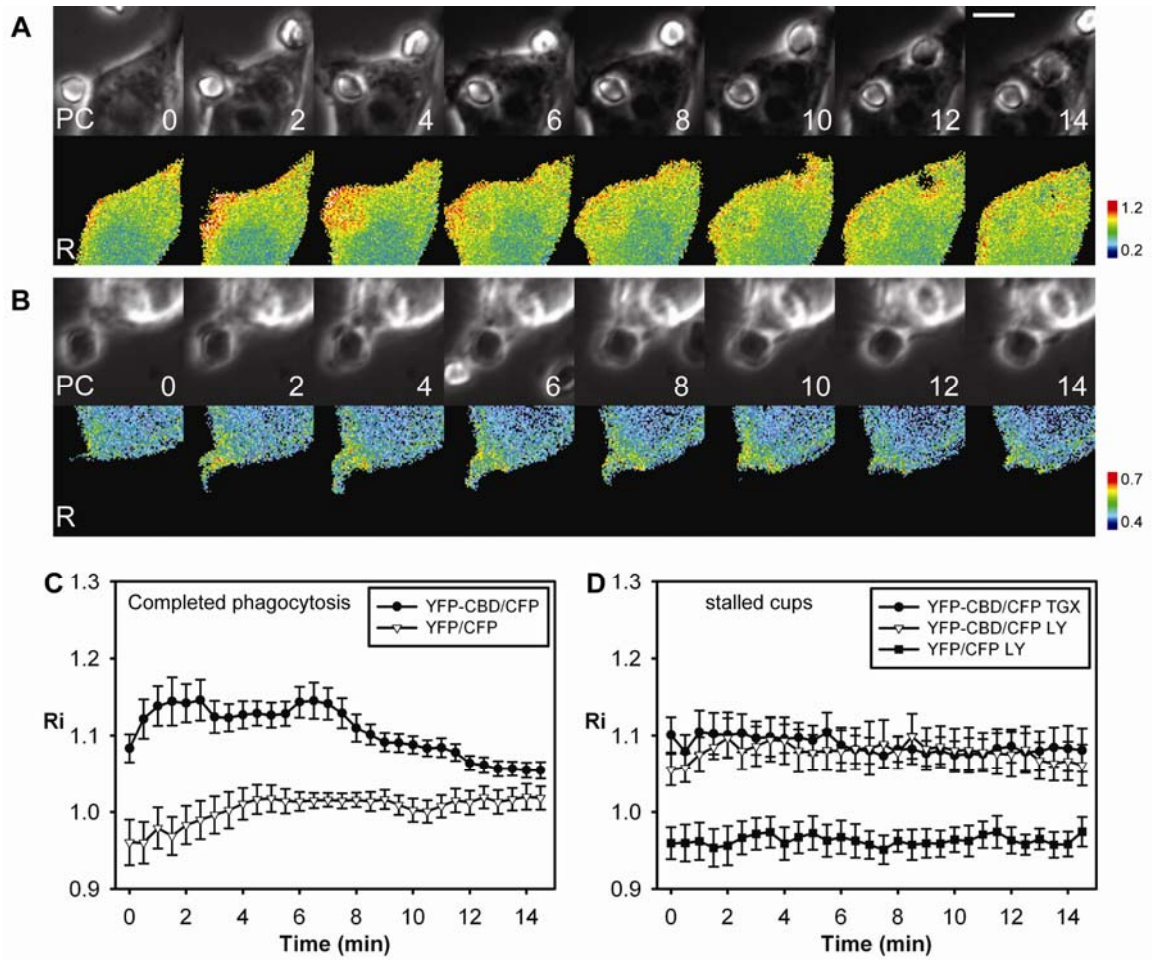 A
PC 0 2 4 6 8 10 12 14
R
1.2
0.2
B
PC 0 2 4 6 8 10 12 14
R
0.7
0.4
C
Completed phagocytosis
YFP-CBD/CFP
YFP/CFP
1.3
1.2
Ri
1.1
1.0
0.9
0 2 4 6 8 10 12 14
Time (min)
D
stalled cups
YFP-CBD/CFP TGX
YFP-CBD/CFP LY
YFP/CFP LY
1.3
1.2
Ri
1.1
1.0
0.9
0 2 4 6 8 10 12 14
Time (min)